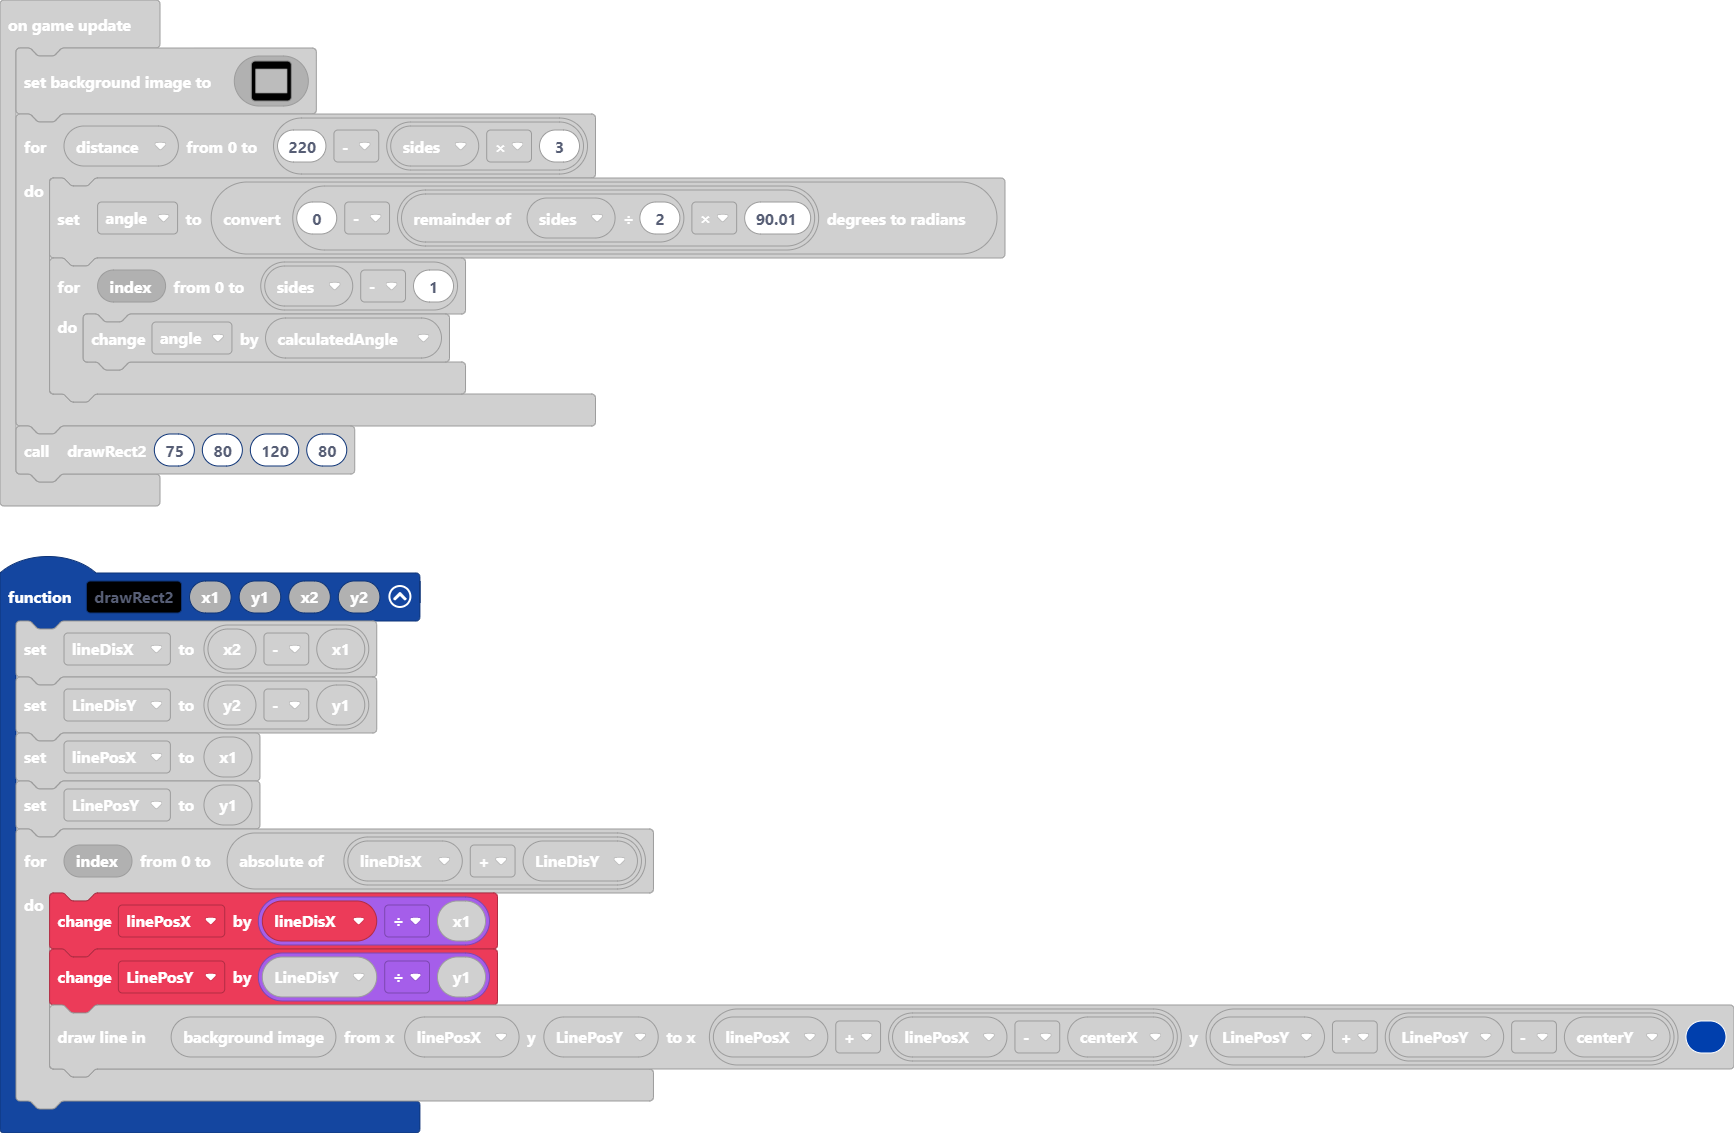 on game update
set background image to
for distance from 0 to 220 - sides × 3
do
set angle to convert 0 - remainder of sides ÷ 2 × 90.01 degrees to radians
for index from 0 to sides - 1
do
change angle by calculatedAngle
call drawRect2 75 80 120 80
function drawRect2 x1 y1 x2 y2
set lineDisX to x2 - x1
set LineDisY to y2 - y1
set linePosX to x1
set LinePosY to y1
for index from 0 to absolute of lineDisX + LineDisY
do
change linePosX by lineDisX ÷ x1
change LinePosY by LineDisY ÷ y1
draw line in background image from x linePosX y LinePosY to x linePosX + linePosX - centerX y LinePosY + LinePosY - centerY